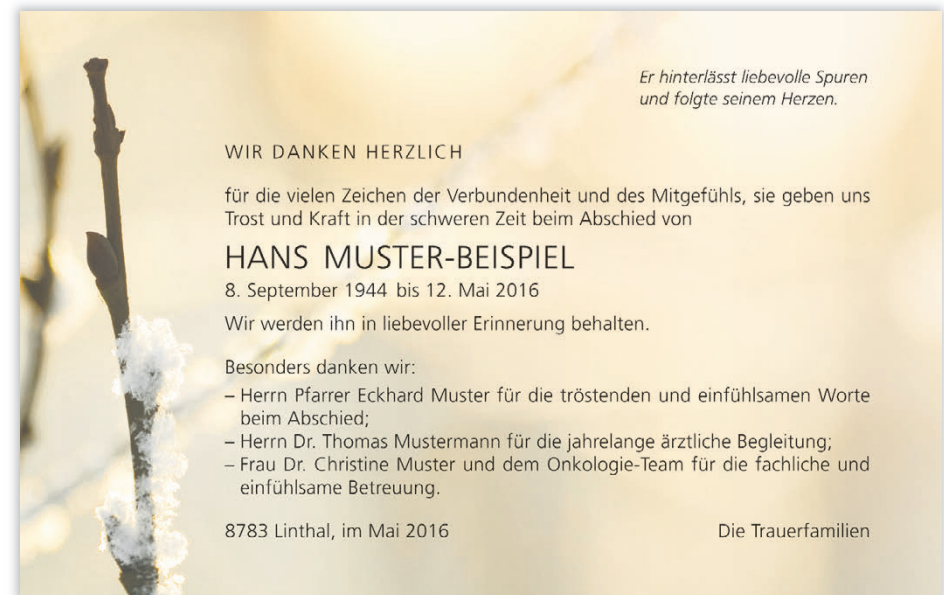 Er hinterlässt liebevolle Spuren
und folgte seinem Herzen.
WIR DANKEN HERZLICH
für die vielen Zeichen der Verbundenheit und des Mitgefühls, sie geben uns
Trost und Kraft in der schweren Zeit beim Abschied von
HANS MUSTER-BEISPIEL
8. September 1944 bis 12. Mai 2016
Wir werden ihn in liebevoller Erinnerung behalten.
Besonders danken wir:
– Herrn Pfarrer Eckhard Muster für die tröstenden und einfühlsamen Worte
beim Abschied;
– Herrn Dr. Thomas Mustermann für die jahrelange ärztliche Begleitung;
– Frau Dr. Christine Muster und dem Onkologie-Team für die fachliche und
einfühlsame Betreuung.
8783 Linthal, im Mai 2016 Die Trauerfamilien